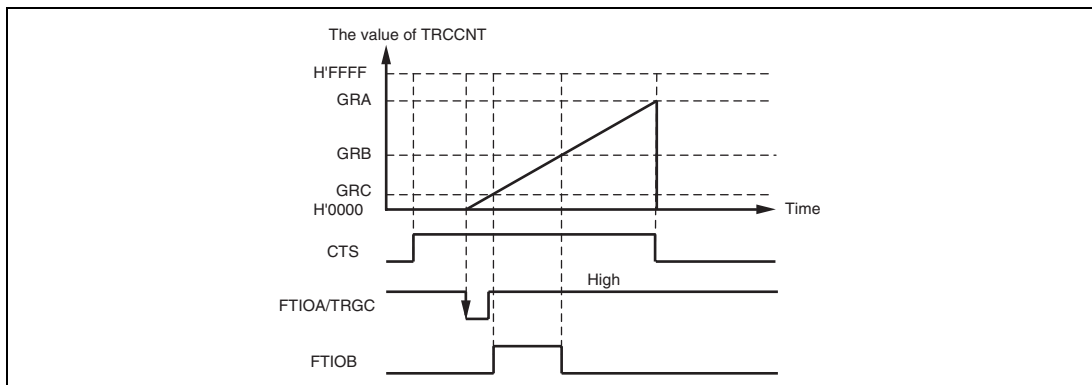 The value of TRCCNT
H'FFFF
GRA
GRB
GRC
H'0000
Time
CTS
High
FTIOA/TRGC
FTIOB